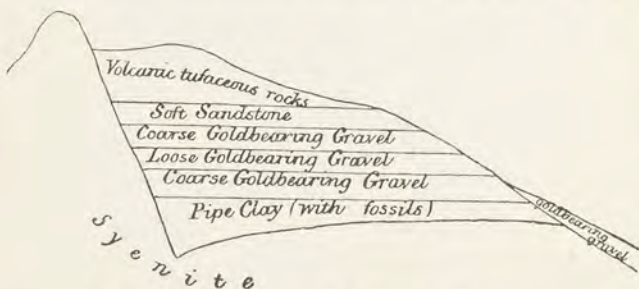 Volcanic tufaceous rocks
Soft Sandstone
Coarse Goldbearing Gravel
Loose Goldbearing Gravel
Coarse Goldbearing Gravel
Pipe Clay (with fossils)
goldbearing
gravel
Syenite